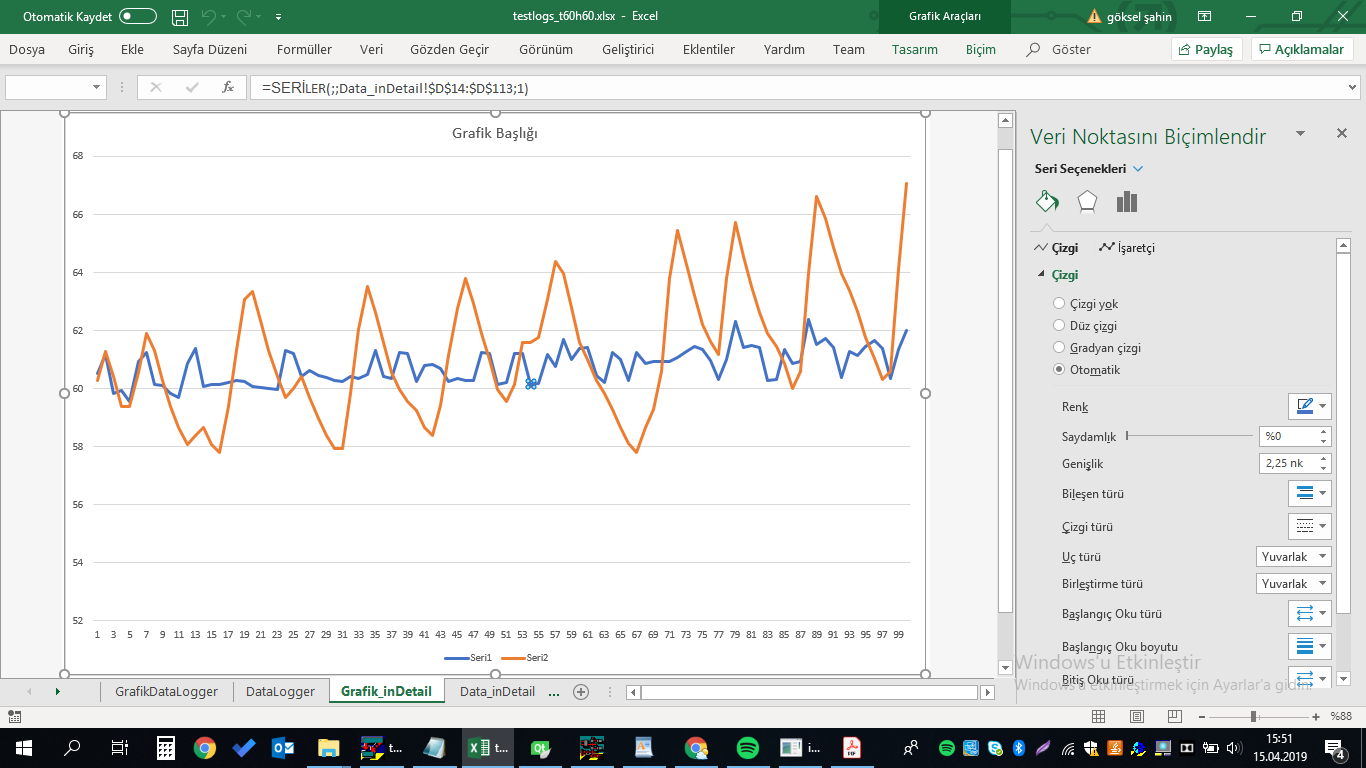 Otomatik Kaydet
testlogs_t60h60.xlsx - Excel
Grafik Araçları
göksel şahin
Dosya Giriş Ekle Sayfa Düzeni Formüller Veri Gözden Geçir Görünüm Geliştirici Eklentiler Yardım Team Tasarım Biçim Göster Paylaş Açıklamalar
fx =SERİLER(;;Data_inDetail!$D$14:$D$113;1)
Grafik Başlığı
68
66
64
62
60
58
56
54
52
1 3 5 7 9 11 13 15 17 19 21 23 25 27 29 31 33 35 37 39 41 43 45 47 49 51 53 55 57 59 61 63 65 67 69 71 73 75 77 79 81 83 85 87 89 91 93 95 97 99
Seri1 Seri2
Veri Noktasını Biçimlendir
Seri Seçenekleri
Çizgi İşaretçi
Çizgi
Çizgi yok
Düz çizgi
Gradyan çizgi
Otomatik
Renk
Saydamlık %0
Genişlik 2,25 nk
Bileşen türü
Çizgi türü
Uç türü Yuvarlak
Birleştirme türü Yuvarlak
Başlangıç Oku türü
Başlangıç Oku boyutu
Bitiş Oku türü
Windows'u Etkinleştir
Windows'u etkinleştirmek için Ayarlar'a gidin.
GrafikDataLogger DataLogger Grafik_inDetail Data_inDetail ...
%88
t... t... i...
15:51
15.04.2019
4